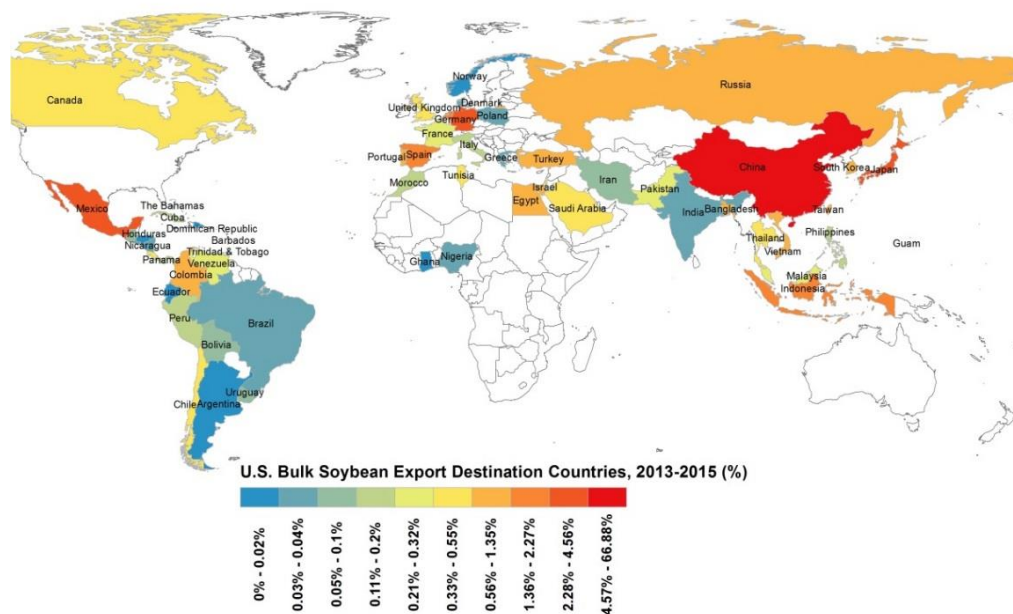 Norway
Canada
Russia
United Kingdom
Denmark
Germany
Poland
France
Italy
Portugal
Spain
Greece
Turkey
China
South Korea
Japan
Tunisia
Morocco
Israel
Iran
Pakistan
Egypt
Saudi Arabia
India
Bangladesh
Taiwan
Mexico
The Bahamas
Cuba
Dominican Republic
Honduras
Nicaragua
Barbados
Trinidad & Tobago
Panama
Venezuela
Colombia
Ghana
Nigeria
Thailand
Vietnam
Philippines
Guam
Malaysia
Indonesia
Ecuador
Peru
Brazil
Bolivia
Uruguay
Chile
Argentina
U.S. Bulk Soybean Export Destination Countries, 2013-2015 (%)
0% - 0.02%
0.03% - 0.04%
0.05% - 0.1%
0.11% - 0.2%
0.21% - 0.32%
0.33% - 0.55%
0.56% - 1.35%
1.36% - 2.27%
2.28% - 4.56%
4.57% - 66.88%